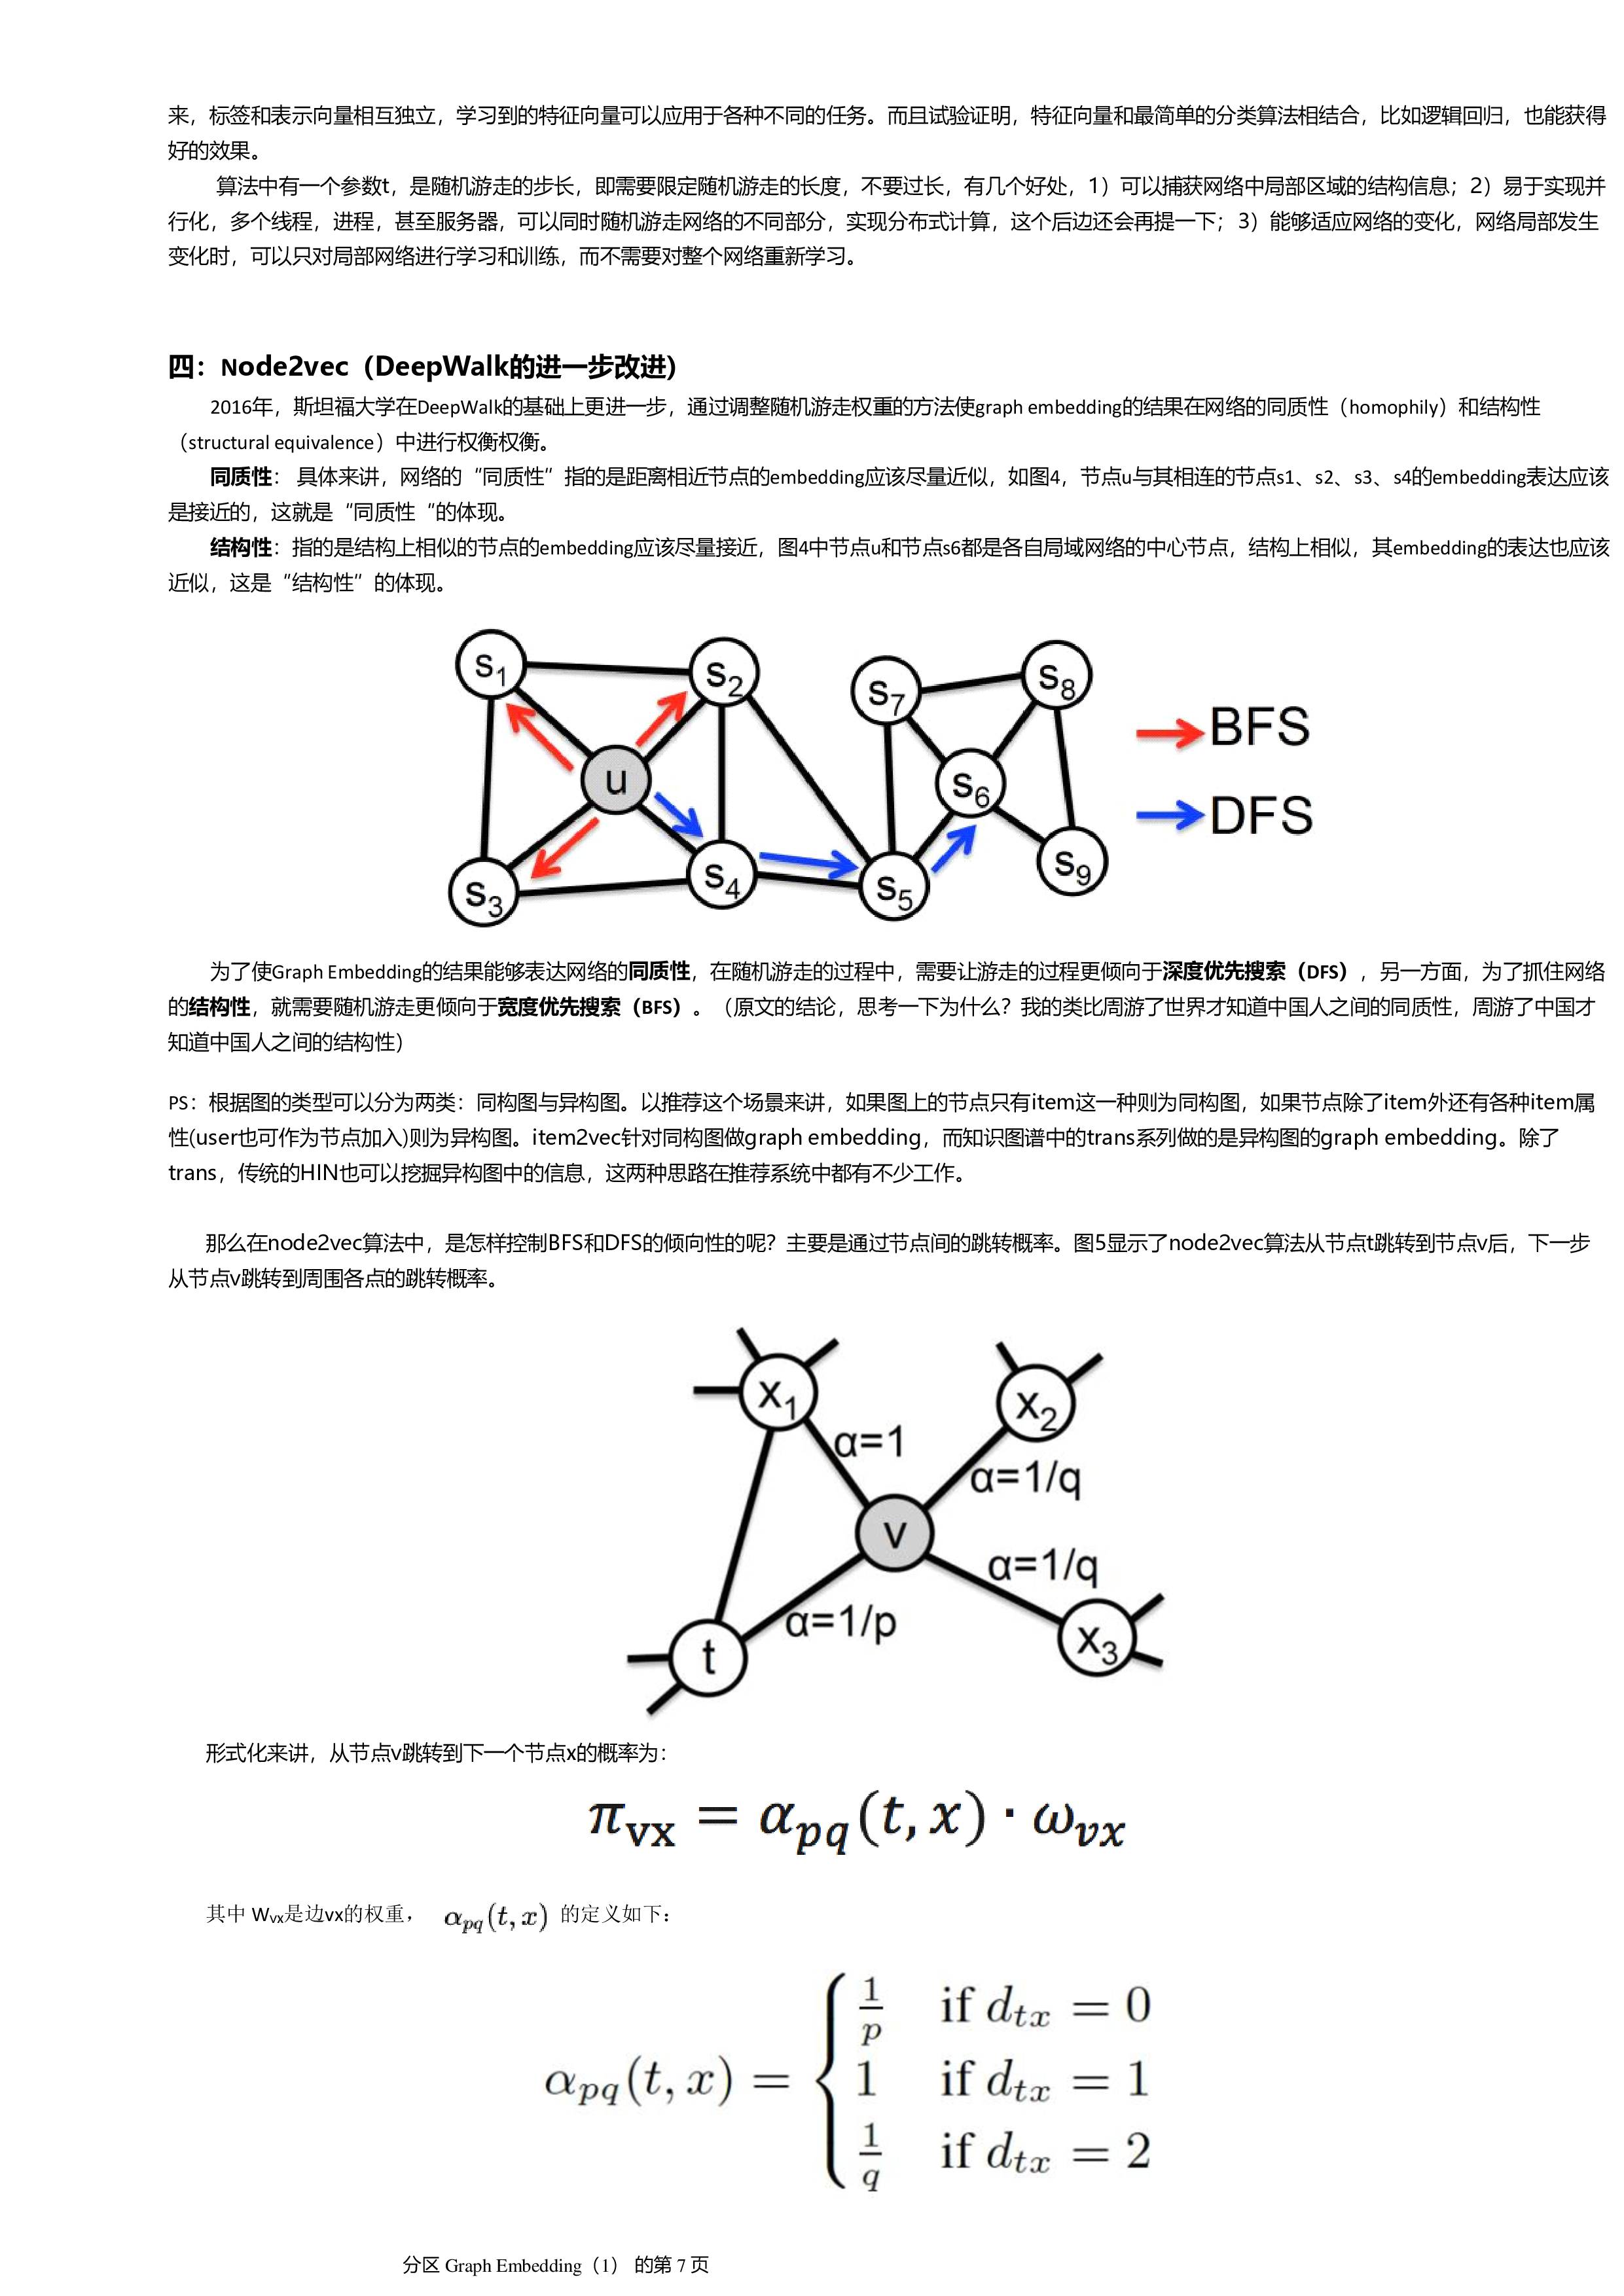 来，标签和表示向量相互独立，学习到的特征向量可以应用于各种不同的任务。而且试验证明，特征向量和最简单的分类算法相结合，比如逻辑回归，也能获得
好的效果。
算法中有一个参数t，是随机游走的步长，即需要限定随机游走的长度，不要过长，有几个好处，1）可以捕获网络中局部区域的结构信息；2）易于实现并
行化，多个线程，进程，甚至服务器，可以同时随机游走网络的不同部分，实现分布式计算，这个后边还会再提一下；3）能够适应网络的变化，网络局部发生
变化时，可以只对局部网络进行学习和训练，而不需要对整个网络重新学习。
四：Node2vec（DeepWalk的进一步改进）
2016年，斯坦福大学在DeepWalk的基础上更进一步，通过调整随机游走权重的方法使graph embedding的结果在网络的同质性（homophily）和结构性
（structural equivalence）中进行权衡权衡。
同质性： 具体来讲，网络的“同质性”指的是距离相近节点的embedding应该尽量近似，如图4，节点u与其相连的节点s1、s2、s3、s4的embedding表达应该
是接近的，这就是“同质性“的体现。
结构性：指的是结构上相似的节点的embedding应该尽量接近，图4中节点u和节点s6都是各自局域网络的中心节点，结构上相似，其embedding的表达也应该
近似，这是“结构性”的体现。
s₁ s₂ s₇ s₈
BFS
u s₆
DFS
s₃ s₄ s₅ s₉
为了使Graph Embedding的结果能够表达网络的同质性，在随机游走的过程中，需要让游走的过程更倾向于深度优先搜索（DFS），另一方面，为了抓住网络
的结构性，就需要随机游走更倾向于宽度优先搜索（BFS）。（原文的结论，思考一下为什么？我的类比周游了世界才知道中国人之间的同质性，周游了中国才
知道中国人之间的结构性）
PS：根据图的类型可以分为两类：同构图与异构图。以推荐这个场景来讲，如果图上的节点只有item这一种则为同构图，如果节点除了item外还有各种item属
性(user也可作为节点加入)则为异构图。item2vec针对同构图做graph embedding，而知识图谱中的trans系列做的是异构图的graph embedding。除了
trans，传统的HIN也可以挖掘异构图中的信息，这两种思路在推荐系统中都有不少工作。
那么在node2vec算法中，是怎样控制BFS和DFS的倾向性的呢？主要是通过节点间的跳转概率。图5显示了node2vec算法从节点t跳转到节点v后，下一步
从节点v跳转到周围各点的跳转概率。
x₁ x₂
α=1
α=1/q
v
α=1/q
α=1/p
t x₃
形式化来讲，从节点v跳转到下一个节点x的概率为：
π_vx = α_pq(t, x) · ω_vx
其中 Wvx是边vx的权重， α_pq(t, x) 的定义如下：
1/p if d_tx = 0
α_pq(t, x) = { 1 if d_tx = 1
1/q if d_tx = 2
分区 Graph Embedding（1） 的第 7 页